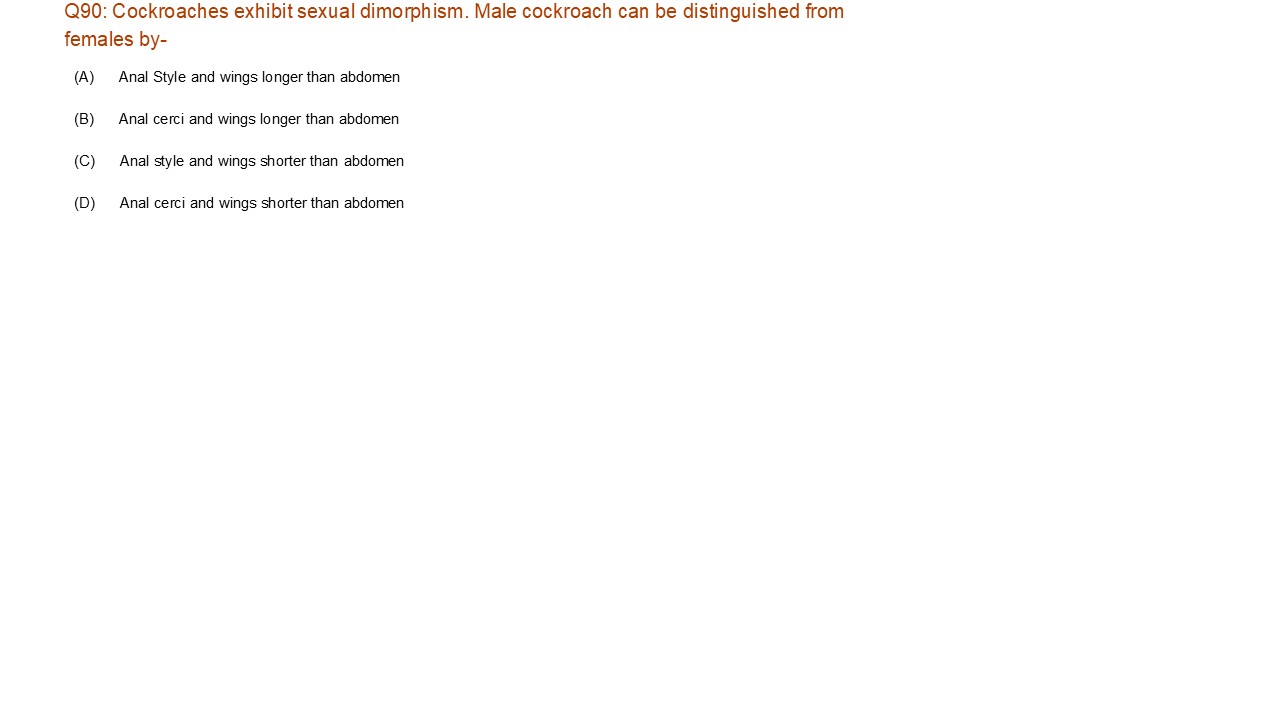 Q90: Cockroaches exhibit sexual dimorphism. Male cockroach can be distinguished from
females by-
(A) Anal Style and wings longer than abdomen
(B) Anal cerci and wings longer than abdomen
(C) Anal style and wings shorter than abdomen
(D) Anal cerci and wings shorter than abdomen